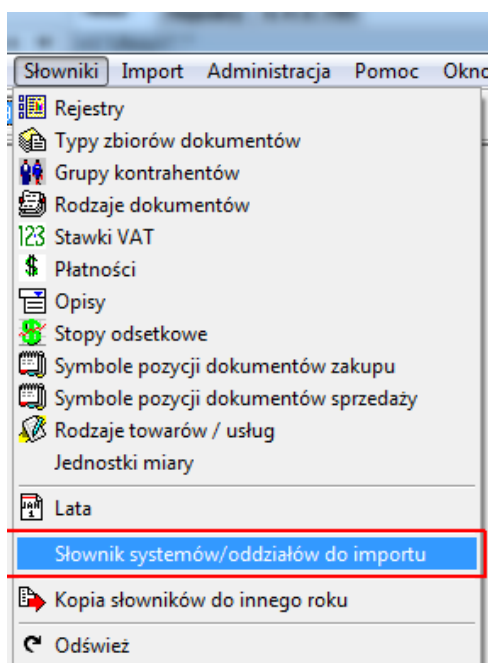 Słowniki Import Administracja Pomoc Okno
Rejestry
Typy zbiorów dokumentów
Grupy kontrahentów
Rodzaje dokumentów
123 Stawki VAT
$ Płatności
Opisy
Stopy odsetkowe
Symbole pozycji dokumentów zakupu
Symbole pozycji dokumentów sprzedaży
Rodzaje towarów / usług
Jednostki miary
Lata
Słownik systemów/oddziałów do importu
Kopia słowników do innego roku
Odśwież